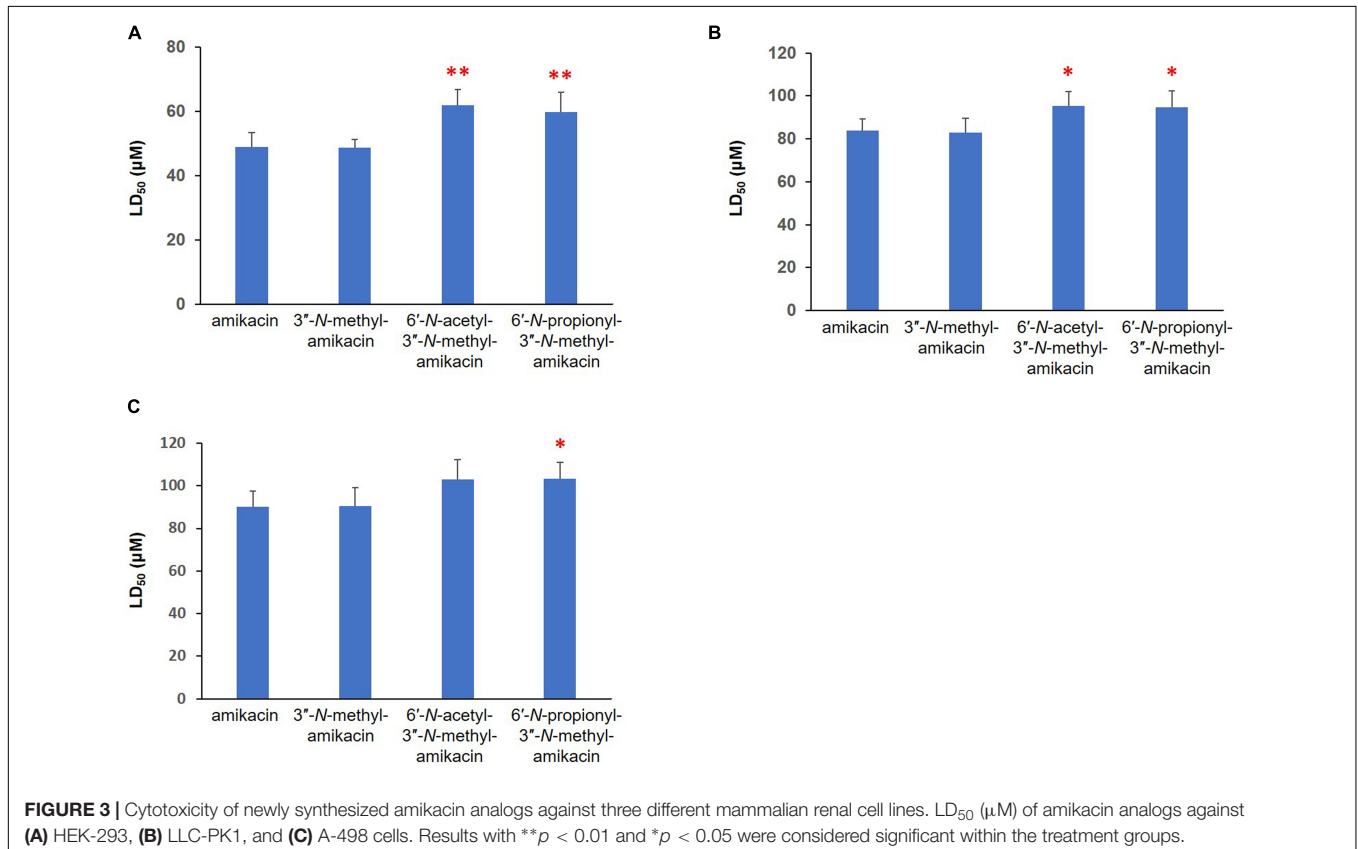 A
80
60
40
20
0
LD50 (µM)
** **
amikacin 3″-N-methyl- 6′-N-acetyl- 6′-N-propionyl-
amikacin 3″-N-methyl- 3″-N-methyl-
amikacin amikacin
B
120
100
80
60
40
20
0
LD50 (µM)
* *
amikacin 3″-N-methyl- 6′-N-acetyl- 6′-N-propionyl-
amikacin 3″-N-methyl- 3″-N-methyl-
amikacin amikacin
C
120
100
80
60
40
20
0
LD50 (µM)
*
amikacin 3″-N-methyl- 6′-N-acetyl- 6′-N-propionyl-
amikacin 3″-N-methyl- 3″-N-methyl-
amikacin amikacin
FIGURE 3 | Cytotoxicity of newly synthesized amikacin analogs against three different mammalian renal cell lines. LD50 (µM) of amikacin analogs against
(A) HEK-293, (B) LLC-PK1, and (C) A-498 cells. Results with **p < 0.01 and *p < 0.05 were considered significant within the treatment groups.